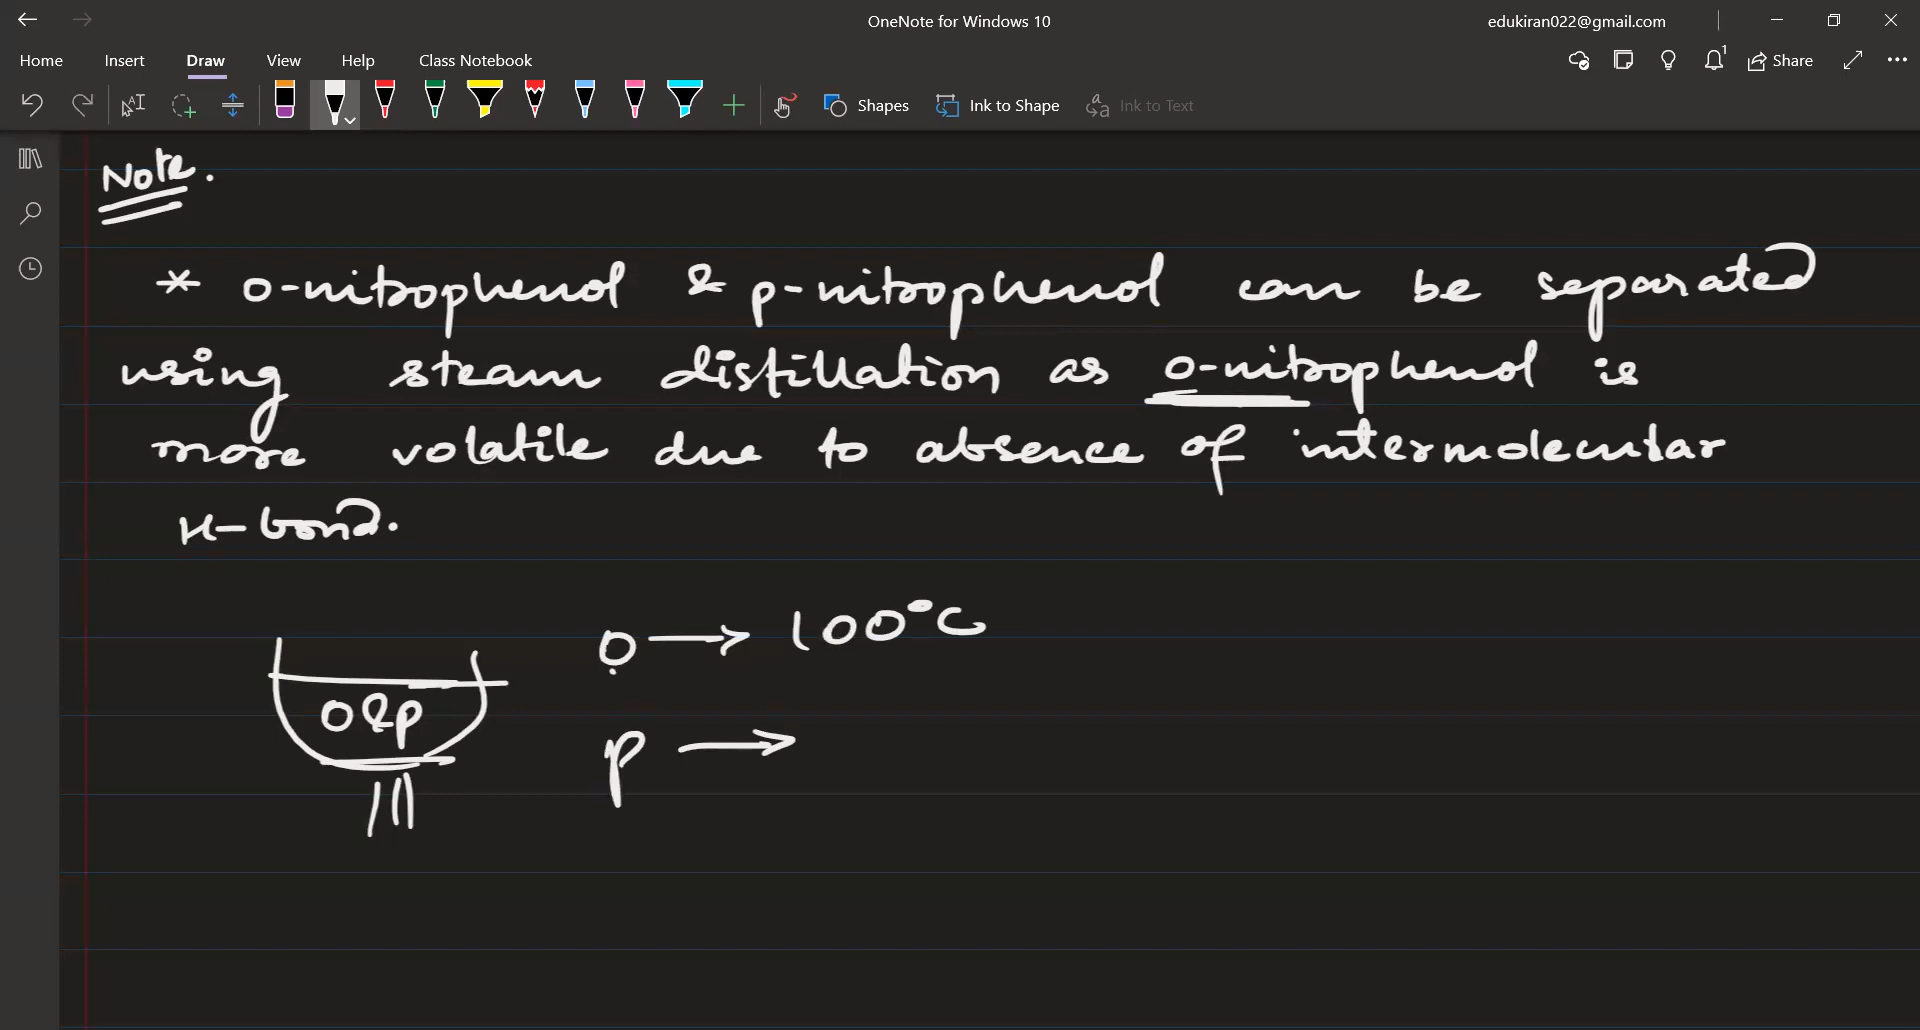 OneNote for Windows 10
edukiran022@gmail.com
Home Insert Draw View Help Class Notebook
1 Share
Shapes Ink to Shape Ink to Text
Note.
* o-nitrophenol & p-nitrophenol can be separated
using steam distillation as o-nitrophenol is
more volatile due to absence of intermolecular
H-bond.
O → 100°C
O&p
p →